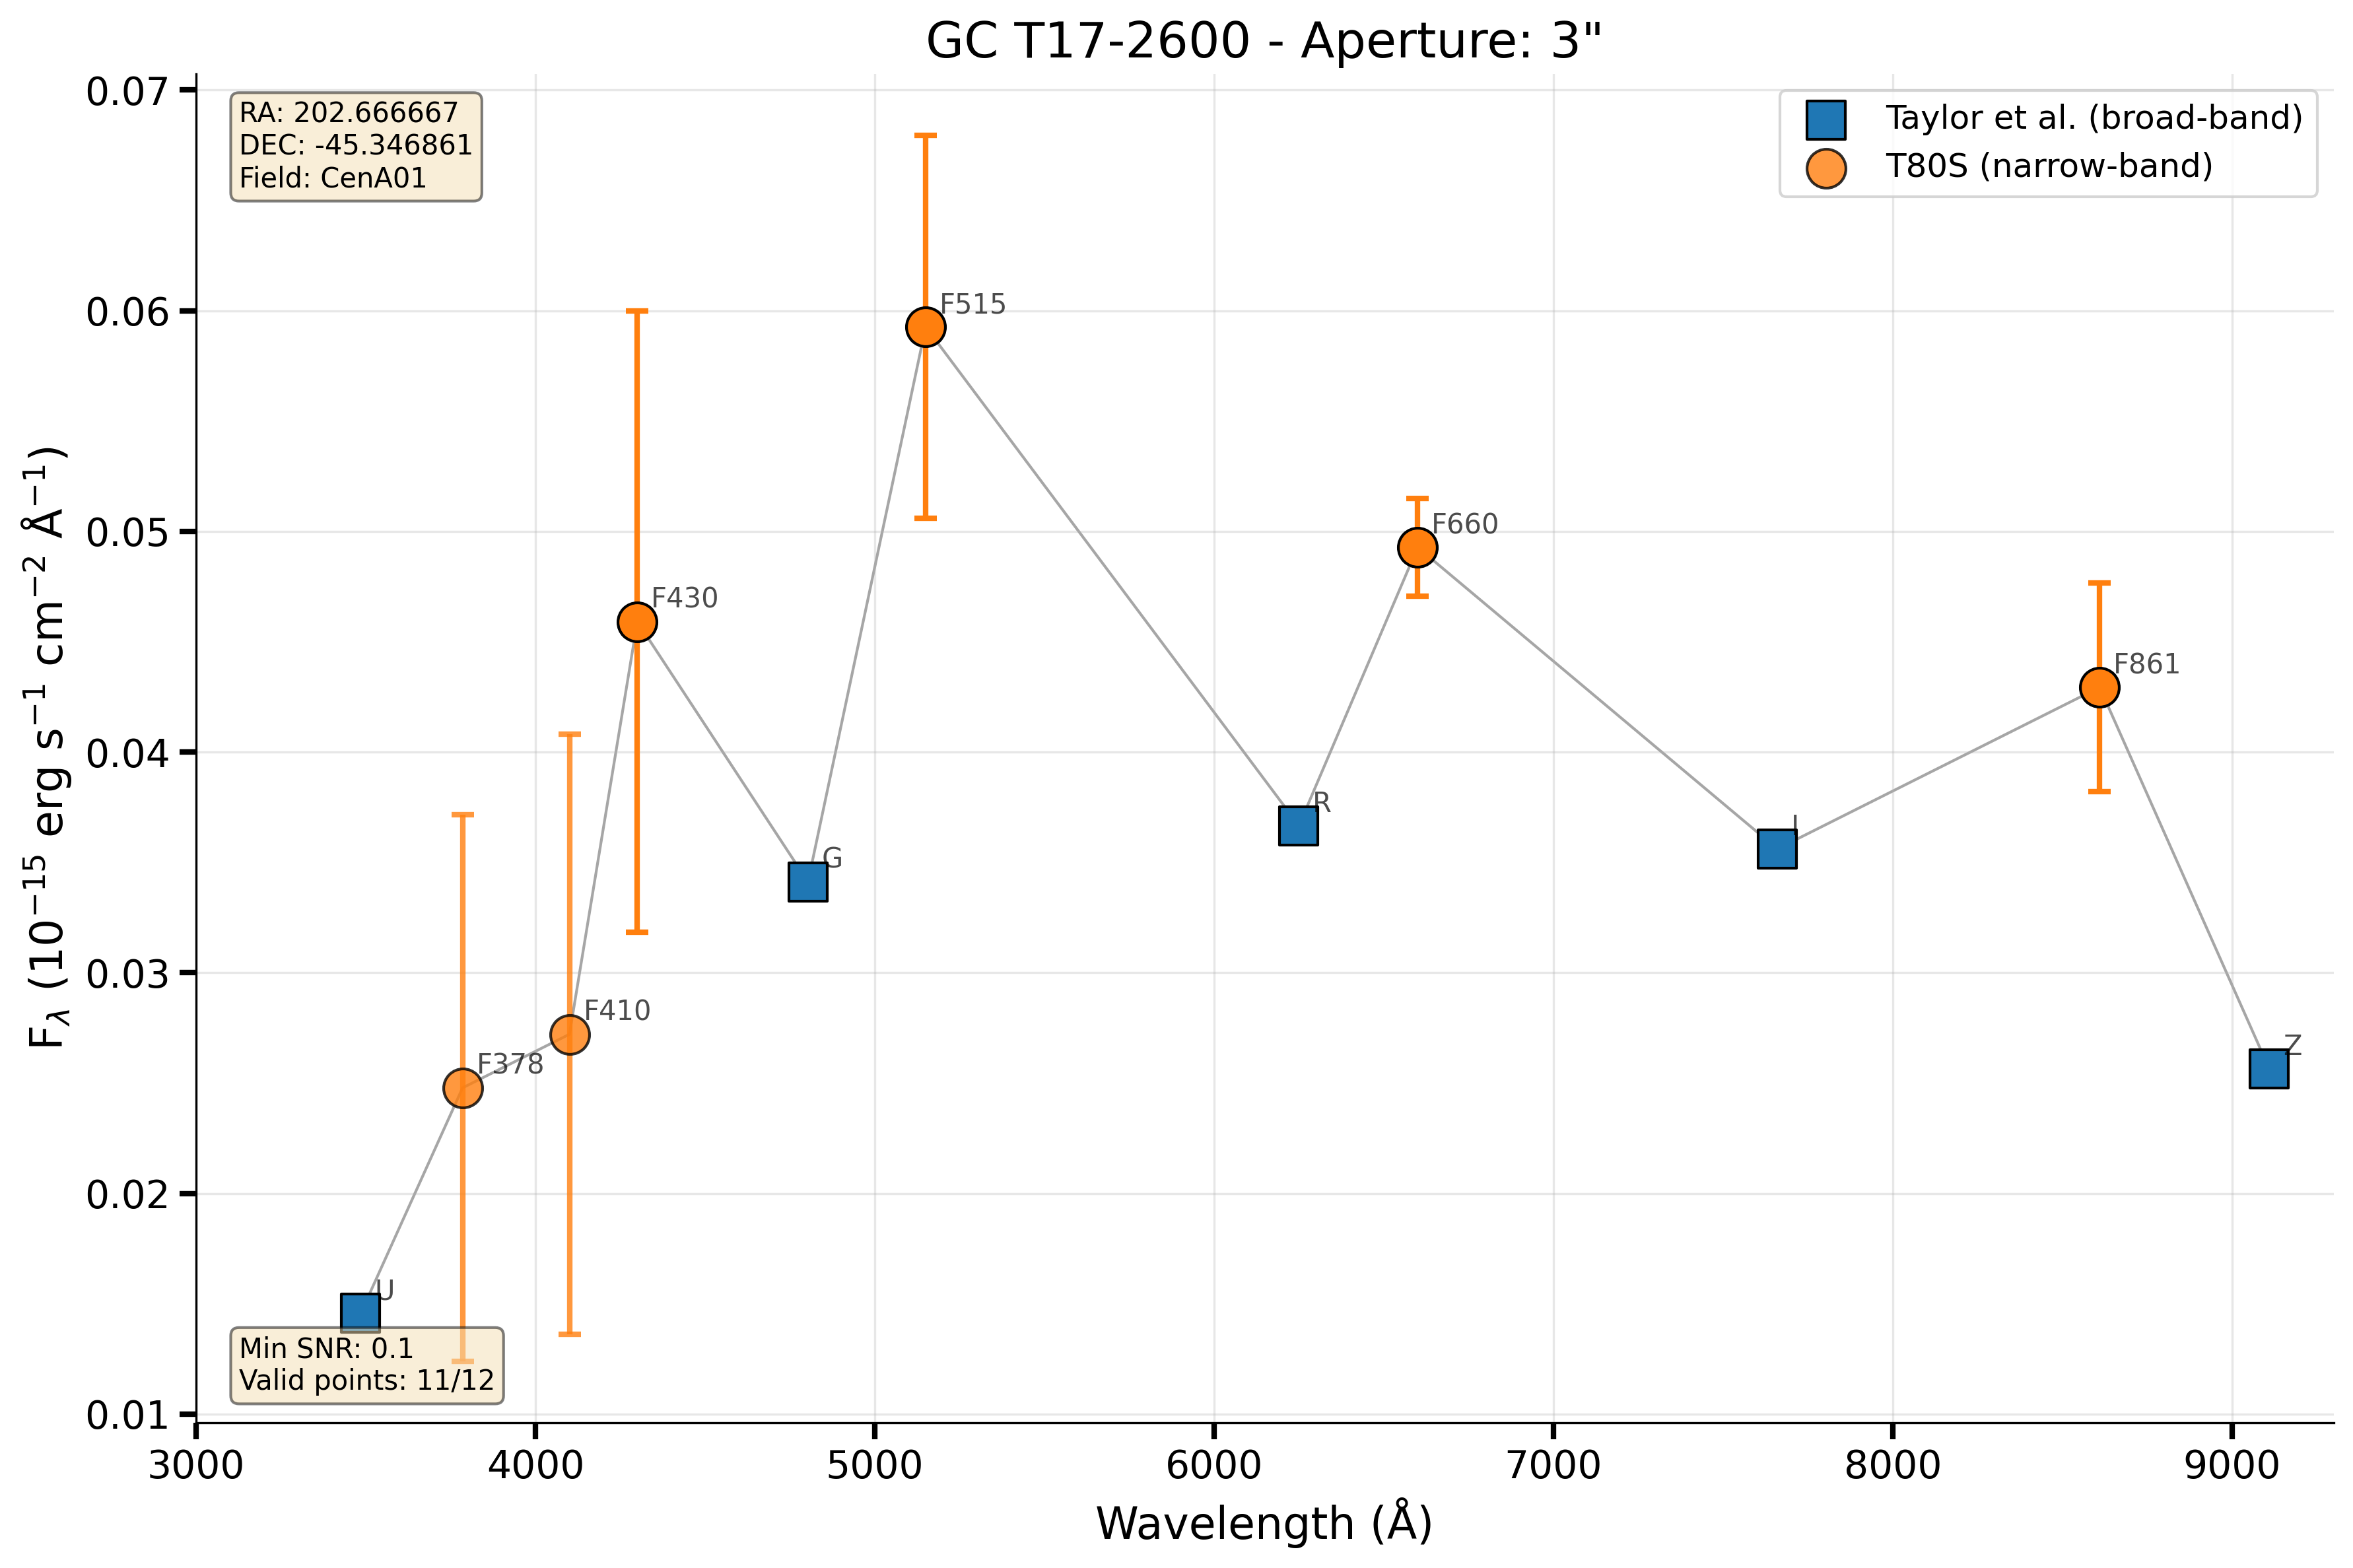 GC T17-2600 - Aperture: 3"
RA: 202.666667
DEC: -45.346861
Field: CenA01
Taylor et al. (broad-band)
T80S (narrow-band)
0.07
0.06
0.05
0.04
0.03
0.02
0.01
F_λ (10⁻¹⁵ erg s⁻¹ cm⁻² Å⁻¹)
U
F378
F410
F430
G
F515
R
F660
I
F861
Z
Min SNR: 0.1
Valid points: 11/12
3000 4000 5000 6000 7000 8000 9000
Wavelength (Å)